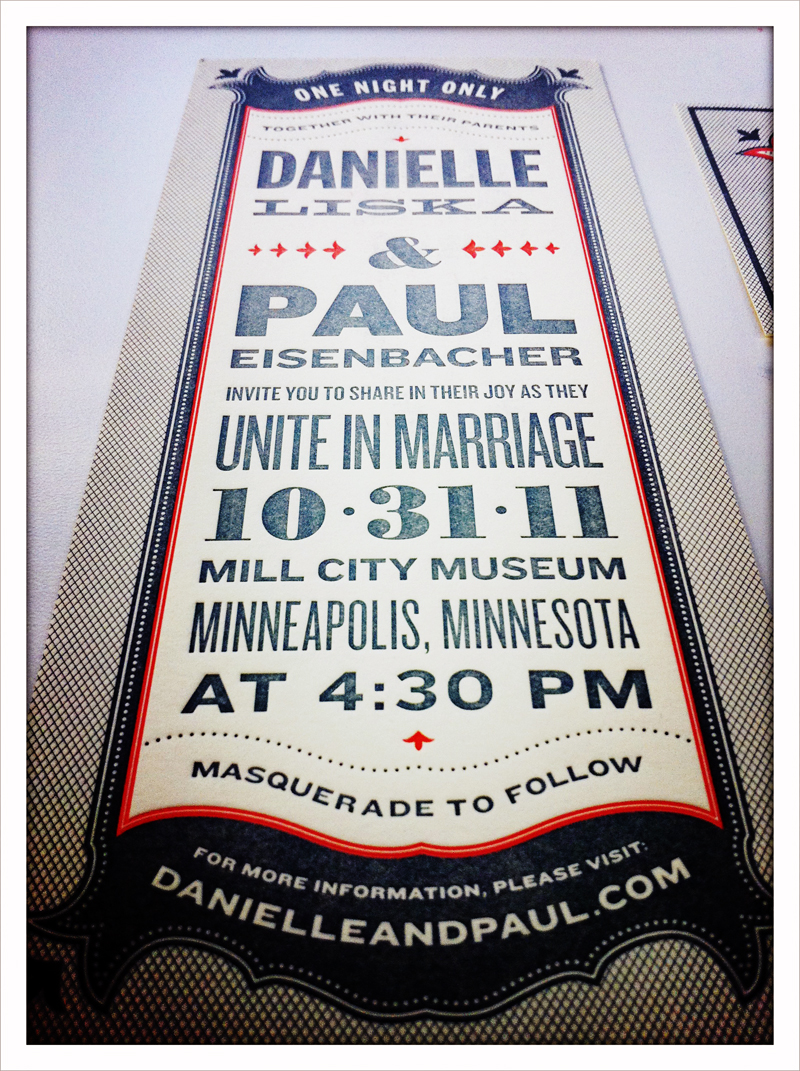 ONE NIGHT ONLY
TOGETHER WITH THEIR PARENTS
DANIELLE
LISKA
&
PAUL
EISENBACHER
INVITE YOU TO SHARE IN THEIR JOY AS THEY
UNITE IN MARRIAGE
10·31·11
MILL CITY MUSEUM
MINNEAPOLIS, MINNESOTA
AT 4:30 PM
MASQUERADE TO FOLLOW
FOR MORE INFORMATION, PLEASE VISIT:
DANIELLEANDPAUL.COM